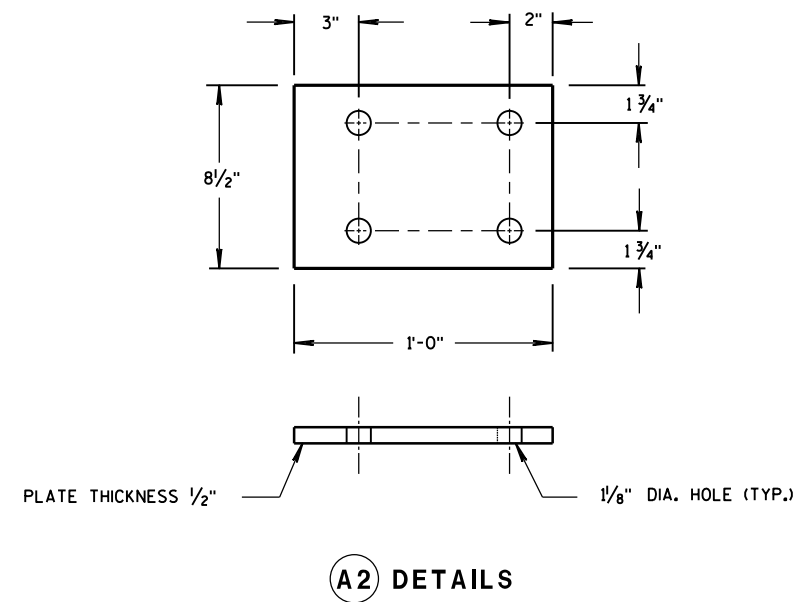 3"
2"
1 3/4"
8 1/2"
1 3/4"
1'-0"
PLATE THICKNESS 1/2"
1 1/8" DIA. HOLE (TYP.)
A2 DETAILS